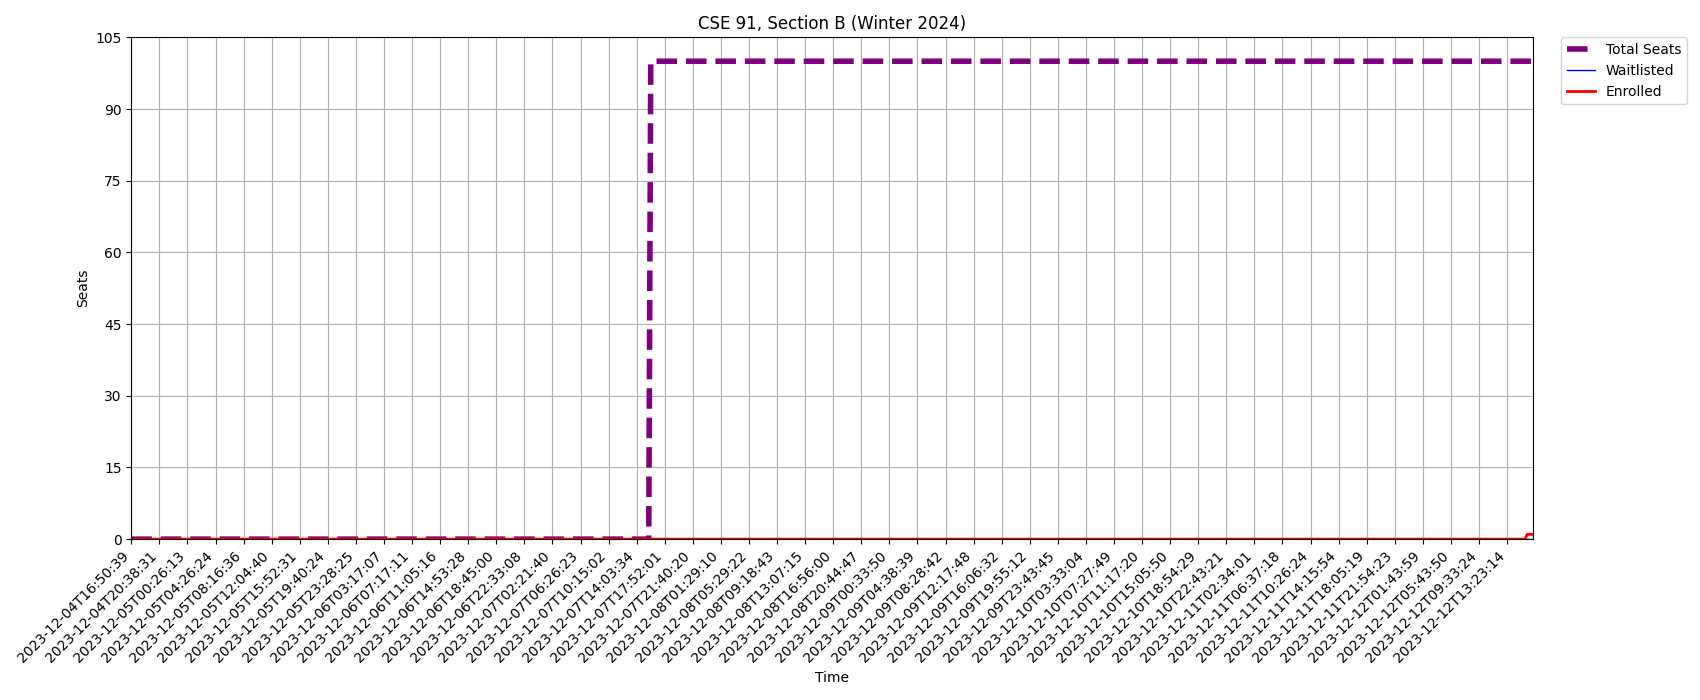 CSE 91, Section B (Winter 2024)
Total Seats
Waitlisted
Enrolled
Seats
105
90
75
60
45
30
15
0
2023-12-04T16:50:39
2023-12-04T20:38:31
2023-12-05T00:26:13
2023-12-05T04:26:24
2023-12-05T08:16:36
2023-12-05T12:04:40
2023-12-05T15:52:31
2023-12-05T19:40:24
2023-12-05T23:28:25
2023-12-06T03:17:07
2023-12-06T07:17:11
2023-12-06T11:05:16
2023-12-06T14:53:28
2023-12-06T18:45:00
2023-12-06T22:33:08
2023-12-07T02:21:40
2023-12-07T06:26:23
2023-12-07T10:15:02
2023-12-07T14:03:34
2023-12-07T17:52:01
2023-12-07T21:40:20
2023-12-08T01:29:10
2023-12-08T05:29:22
2023-12-08T09:18:43
2023-12-08T13:07:15
2023-12-08T16:56:00
2023-12-08T20:44:47
2023-12-09T00:33:50
2023-12-09T04:38:39
2023-12-09T08:28:42
2023-12-09T12:17:48
2023-12-09T16:06:32
2023-12-09T19:55:12
2023-12-09T23:43:45
2023-12-10T03:33:04
2023-12-10T07:27:49
2023-12-10T11:17:20
2023-12-10T15:05:50
2023-12-10T18:54:29
2023-12-10T22:43:21
2023-12-11T02:34:01
2023-12-11T06:37:18
2023-12-11T10:26:24
2023-12-11T14:15:54
2023-12-11T18:05:19
2023-12-11T21:54:23
2023-12-12T01:43:59
2023-12-12T05:43:50
2023-12-12T09:33:24
2023-12-12T13:23:14
Time